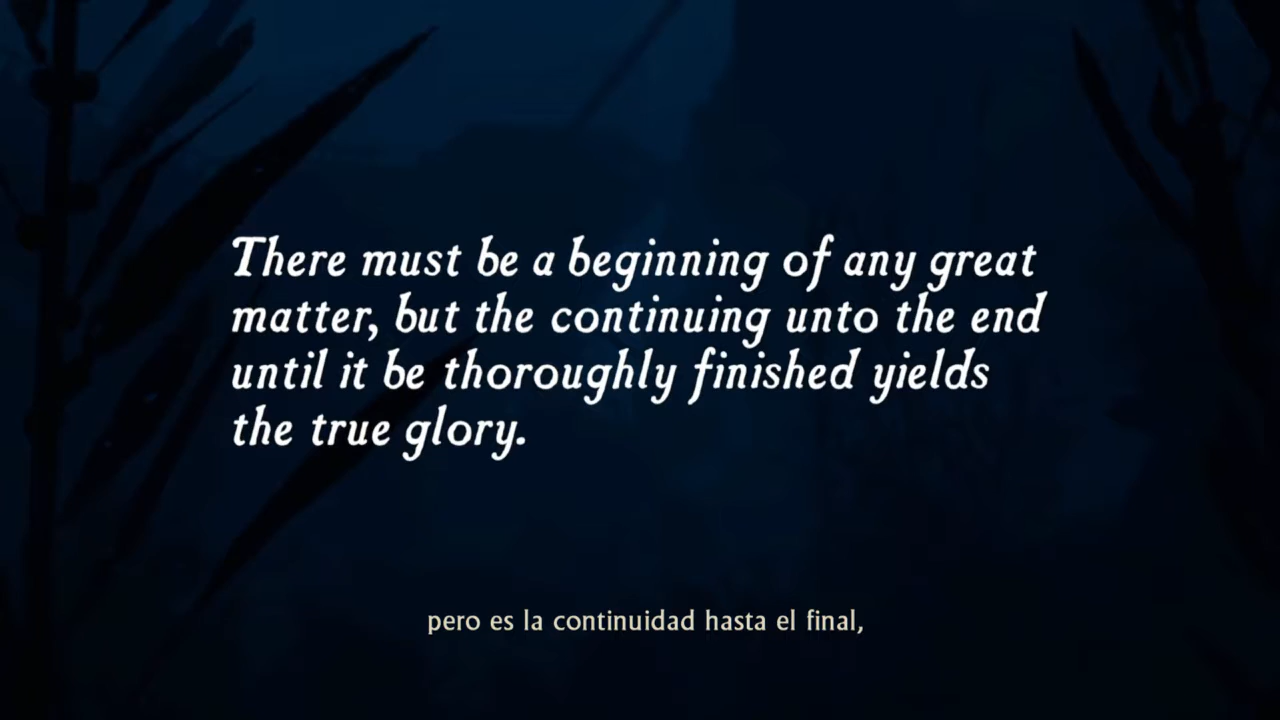 There must be a beginning of any great
matter, but the continuing unto the end
until it be thoroughly finished yields
the true glory.
pero es la continuidad hasta el final,